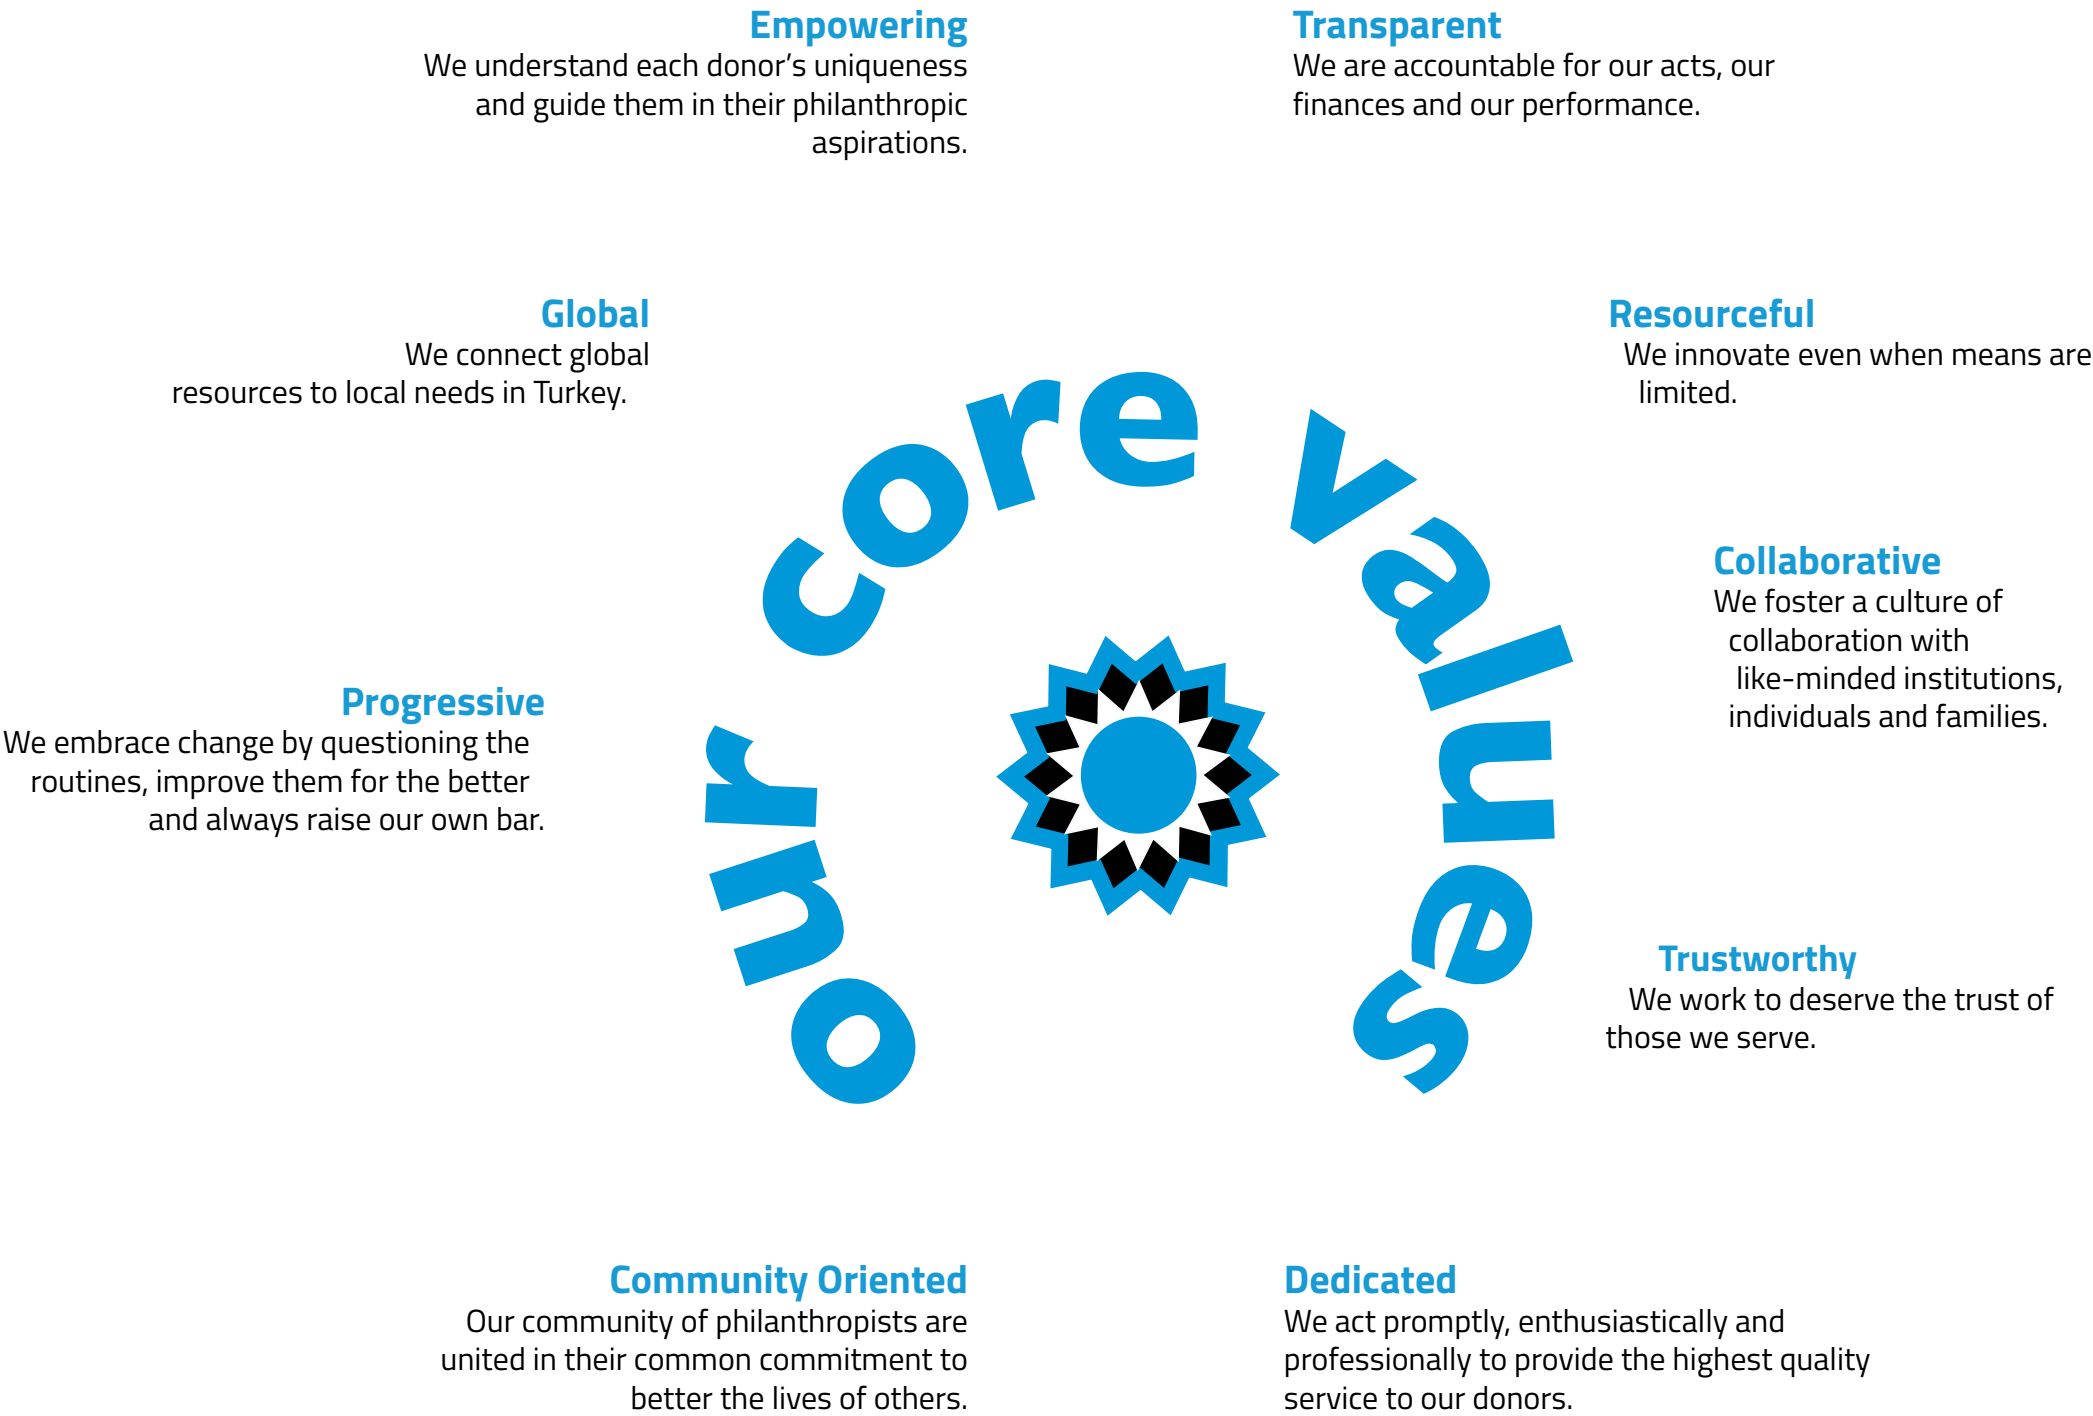 Empowering
We understand each donor’s uniqueness
and guide them in their philanthropic
aspirations.
Transparent
We are accountable for our acts, our
finances and our performance.
Global
We connect global
resources to local needs in Turkey.
Resourceful
We innovate even when means are
limited.
our core values
Collaborative
We foster a culture of
collaboration with
like-minded institutions,
individuals and families.
Progressive
We embrace change by questioning the
routines, improve them for the better
and always raise our own bar.
Trustworthy
We work to deserve the trust of
those we serve.
Community Oriented
Our community of philanthropists are
united in their common commitment to
better the lives of others.
Dedicated
We act promptly, enthusiastically and
professionally to provide the highest quality
service to our donors.